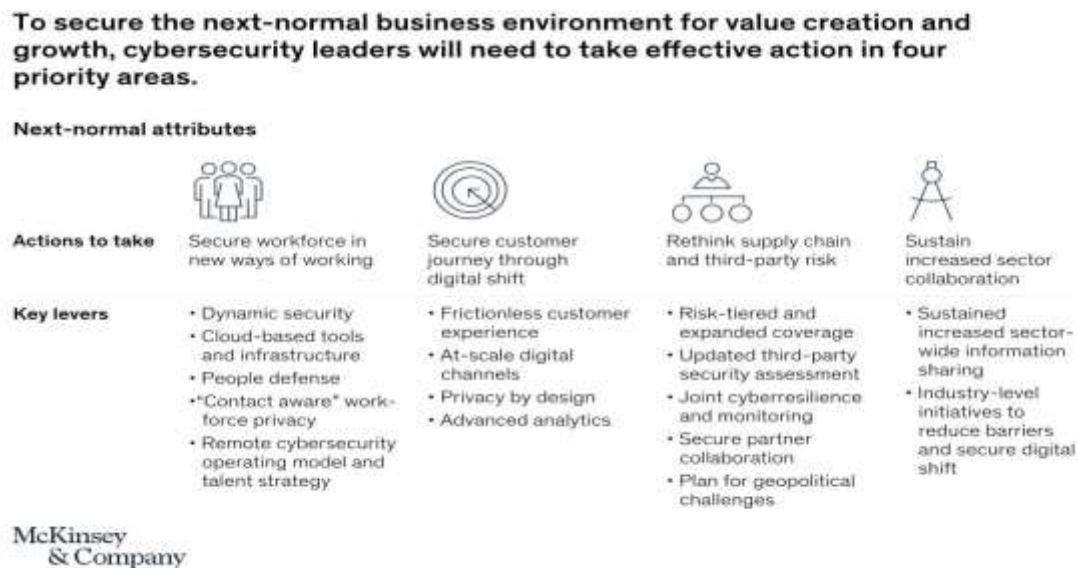 To secure the next-normal business environment for value creation and
growth, cybersecurity leaders will need to take effective action in four
priority areas.
Next-normal attributes
Actions to take
Secure workforce in
new ways of working
Secure customer
journey through
digital shift
Rethink supply chain
and third-party risk
Sustain
increased sector
collaboration
Key levers
• Dynamic security
• Cloud-based tools
and infrastructure
• People defense
•"Contact aware" work-
force privacy
• Remote cybersecurity
operating model and
talent strategy
• Frictionless customer
experience
• At-scale digital
channels
• Privacy by design
• Advanced analytics
• Risk-tiered and
expanded coverage
• Updated third-party
security assessment
• Joint cyberresilience
and monitoring
• Secure partner
collaboration
• Plan for geopolitical
challenges
• Sustained
increased sector-
wide information
sharing
• Industry-level
initiatives to
reduce barriers
and secure digital
shift
McKinsey
& Company